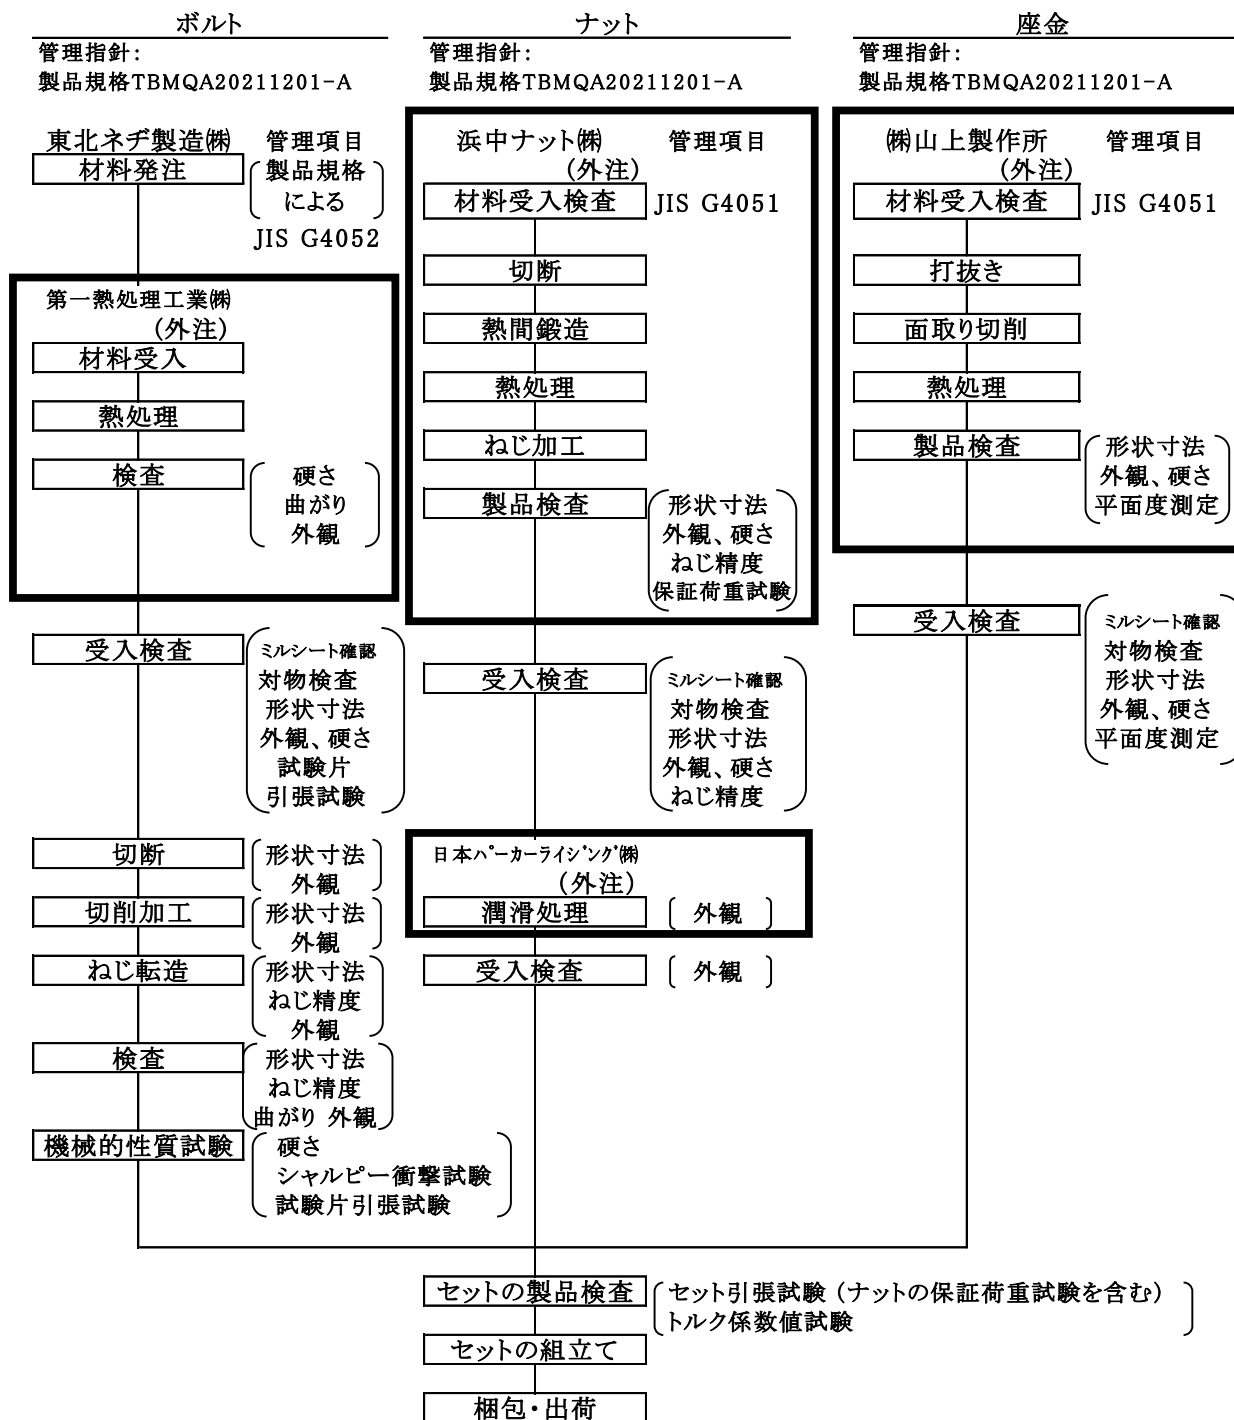 ボルト
管理指針：
製品規格TBMQA20211201-A
東北ネヂ製造㈱ 管理項目
材料発注
製品規格
による
JIS G4052
第一熱処理工業㈱
(外注)
材料受入
熱処理
検査
硬さ
曲がり
外観
受入検査
ミルシート確認
対物検査
形状寸法
外観、硬さ
試験片
引張試験
切断
形状寸法
外観
切削加工
形状寸法
外観
ねじ転造
形状寸法
ねじ精度
外観
検査
形状寸法
ねじ精度
曲がり 外観
機械的性質試験
硬さ
シャルピー衝撃試験
試験片引張試験
ナット
管理指針：
製品規格TBMQA20211201-A
浜中ナット㈱ 管理項目
(外注)
材料受入検査 JIS G4051
切断
熱間鍛造
熱処理
ねじ加工
製品検査
形状寸法
外観、硬さ
ねじ精度
保証荷重試験
受入検査
ミルシート確認
対物検査
形状寸法
外観、硬さ
ねじ精度
日本パーカーライジング㈱
(外注)
潤滑処理 外観
受入検査 外観
座金
管理指針：
製品規格TBMQA20211201-A
㈱山上製作所 管理項目
(外注)
材料受入検査 JIS G4051
打抜き
面取り切削
熱処理
製品検査
形状寸法
外観、硬さ
平面度測定
受入検査
ミルシート確認
対物検査
形状寸法
外観、硬さ
平面度測定
セットの製品検査
セット引張試験（ナットの保証荷重試験を含む）
トルク係数値試験
セットの組立て
梱包・出荷